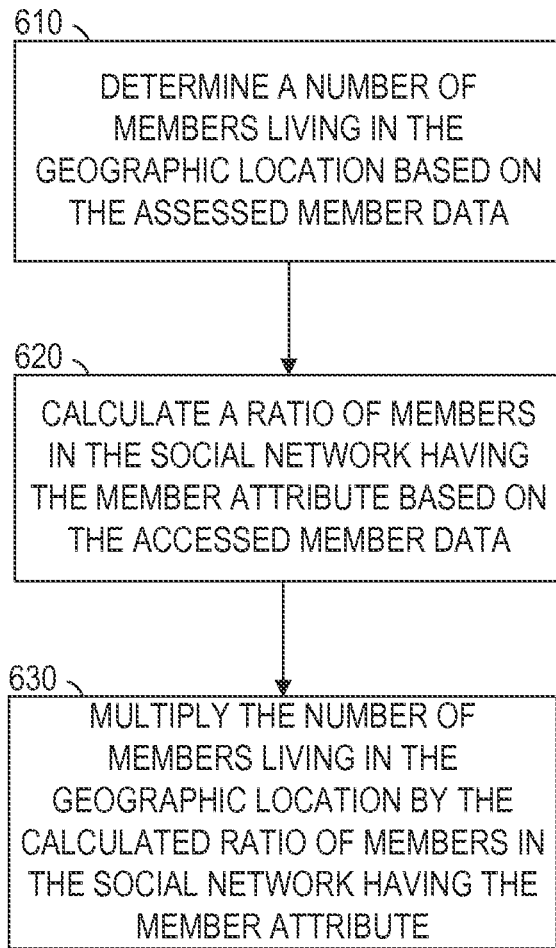 610
DETERMINE A NUMBER OF
MEMBERS LIVING IN THE
GEOGRAPHIC LOCATION BASED ON
THE ASSESSED MEMBER DATA
620
CALCULATE A RATIO OF MEMBERS
IN THE SOCIAL NETWORK HAVING
THE MEMBER ATTRIBUTE BASED ON
THE ACCESSED MEMBER DATA
630
MULTIPLY THE NUMBER OF
MEMBERS LIVING IN THE
GEOGRAPHIC LOCATION BY THE
CALCULATED RATIO OF MEMBERS IN
THE SOCIAL NETWORK HAVING THE
MEMBER ATTRIBUTE